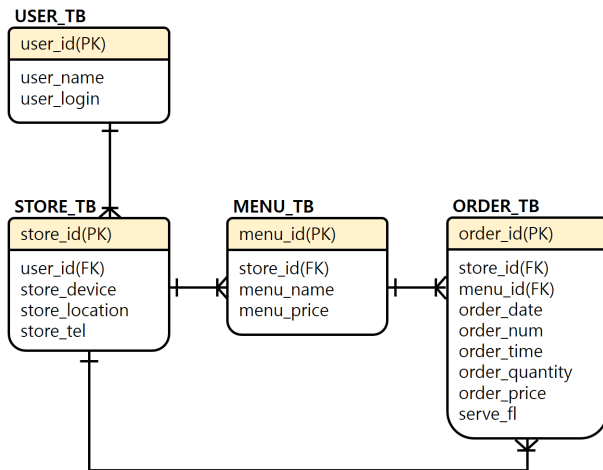 USER_TB
user_id(PK)
user_name
user_login
STORE_TB
store_id(PK)
user_id(FK)
store_device
store_location
store_tel
MENU_TB
menu_id(PK)
store_id(FK)
menu_name
menu_price
ORDER_TB
order_id(PK)
store_id(FK)
menu_id(FK)
order_date
order_num
order_time
order_quantity
order_price
serve_fl